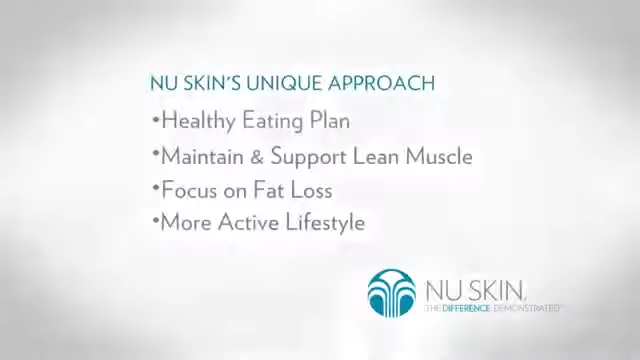 NU SKIN'S UNIQUE APPROACH
•Healthy Eating Plan
•Maintain & Support Lean Muscle
•Focus on Fat Loss
•More Active Lifestyle
NU SKIN.
THE DIFFERENCE. DEMONSTRATED.™